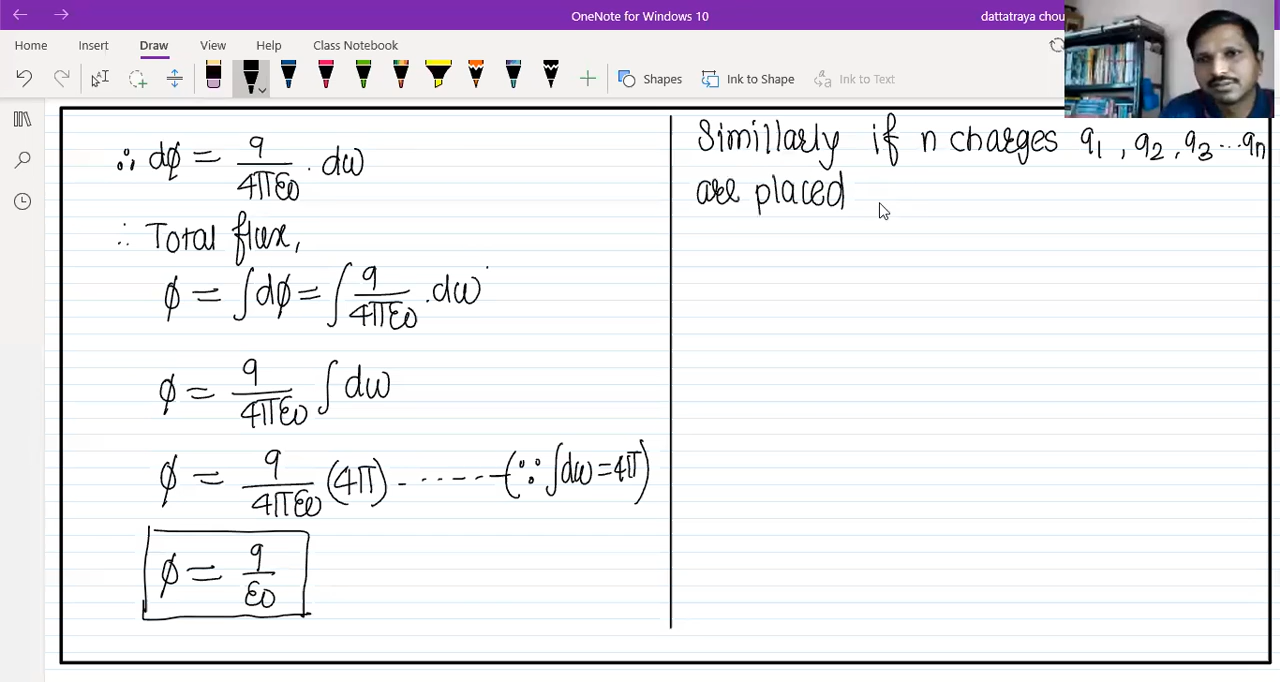 OneNote for Windows 10
dattatraya chou
Home Insert Draw View Help Class Notebook
Shapes Ink to Shape Ink to Text
∴ dϕ = q/4πε0 . dω
∴ Total flux,
ϕ = ∫dϕ = ∫ q/4πε0 . dω
ϕ = q/4πε0 ∫ dω
ϕ = q/4πε0 (4π) - - - - - - - (∵ ∫dω = 4π)
ϕ = q/ε0
Simillarly if n charges q1 , q2 , q3 ... qn
are placed